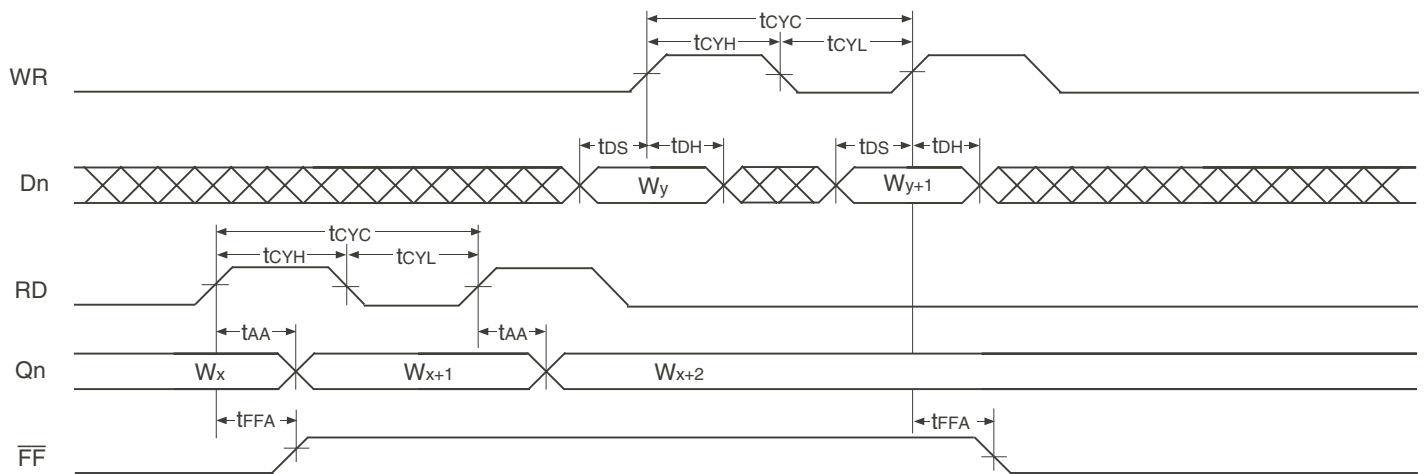 tCYC
tCYH tCYL
WR
tDS tDH tDS tDH
Dn Wy Wy+1
tCYC
tCYH tCYL
RD
tAA tAA
Qn Wx Wx+1 Wx+2
tFFA tFFA
F̅F̅